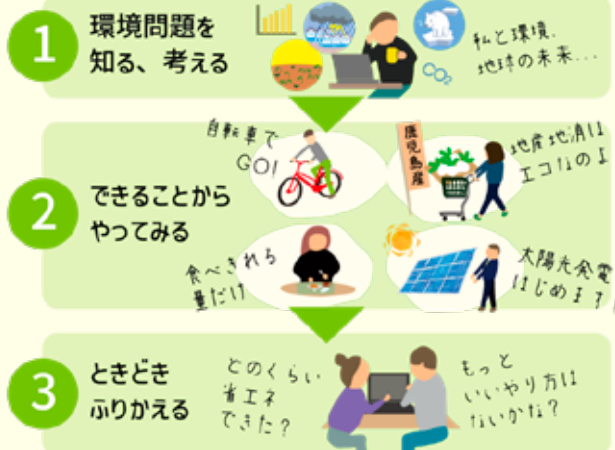 1
環境問題を
知る、考える
CO2
私と環境、
地球の未来...
2
できることから
やってみる
自転車で
GO!
鹿児島産
地産地消は
エコなのよ
食べきれる
量だけ
太陽光発電
はじめます!
3
ときどき
ふりかえる
どのくらい
省エネ
できた?
もっと
いいやり方は
ないかな?